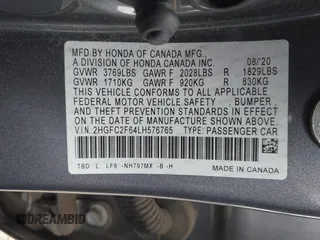 MFD.BY HONDA OF CANADA MFG.,
A DIVISION OF HONDA CANADA INC. 08/'20
GVWR 3769LBS GAWR F 2028LBS R 1829LBS
GVWR 1710KG GAWR F 920KG R 830KG
THIS VEHICLE CONFORMS TO ALL APPLICABLE
FEDERAL MOTOR VEHICLE SAFETY , BUMPER ,
AND THEFT PREVENTION STANDARDS IN
EFFECT ON THE DATE OF MANUFACTURE SHOWN
ABOVE.
V.I.N: 2HGFC2F64LH576765 TYPE: PASSENGER CAR
TBD L LF6 -NH797MX -B -H MADE IN CANADA
AUTOBIDMASTER